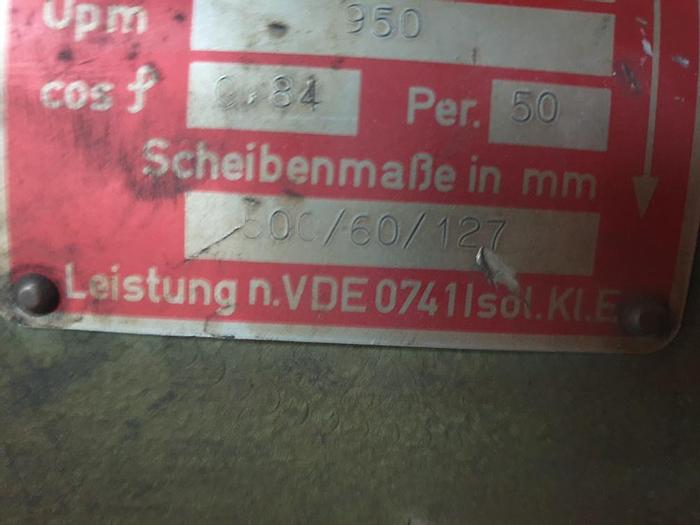 Upm 950
cos φ 0.84 Per. 50
Scheibenmaße in mm
500/60/127
Leistung n.VDE 0741 Isol.Kl.E